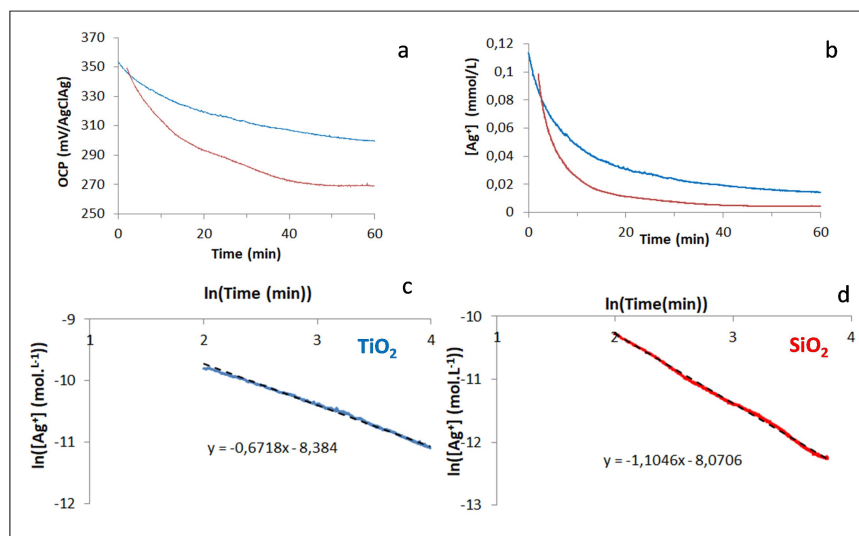 a
370
350
330
310
290
270
250
OCP (mV/AgClAg)
0 20 40 60
Time (min)
b
0,12
0,1
0,08
0,06
0,04
0,02
0
[Ag⁺] (mmol/L)
0 20 40 60
Time (min)
c
ln(Time (min))
-9
-10
-11
-12
1 2 3 4
ln([Ag⁺] (mol.ᴸ⁻¹))
TiO₂
y = -0,6718x - 8,384
d
ln(Time(min))
-10
-11
-12
-13
1 2 3 4
ln([Ag⁺] (mol.L⁻¹))
SiO₂
y = -1,1046x - 8,0706